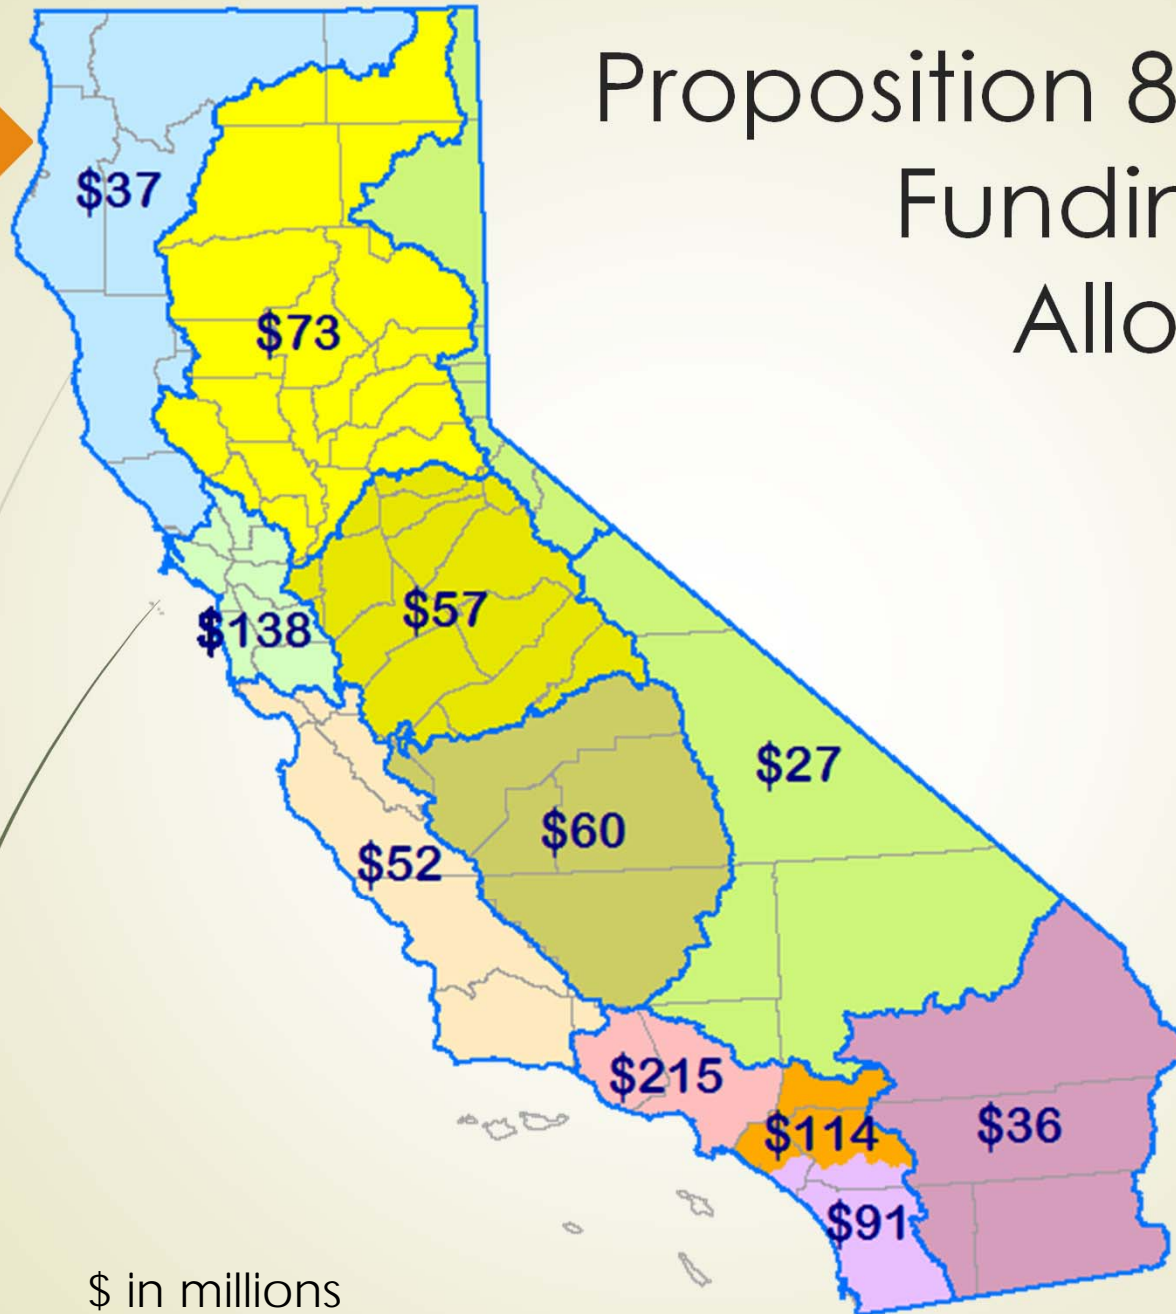 Proposition 8
Fundin
Allo
$37
$73
$138
$57
$27
$60
$52
$215
$114
$36
$91
$ in millions